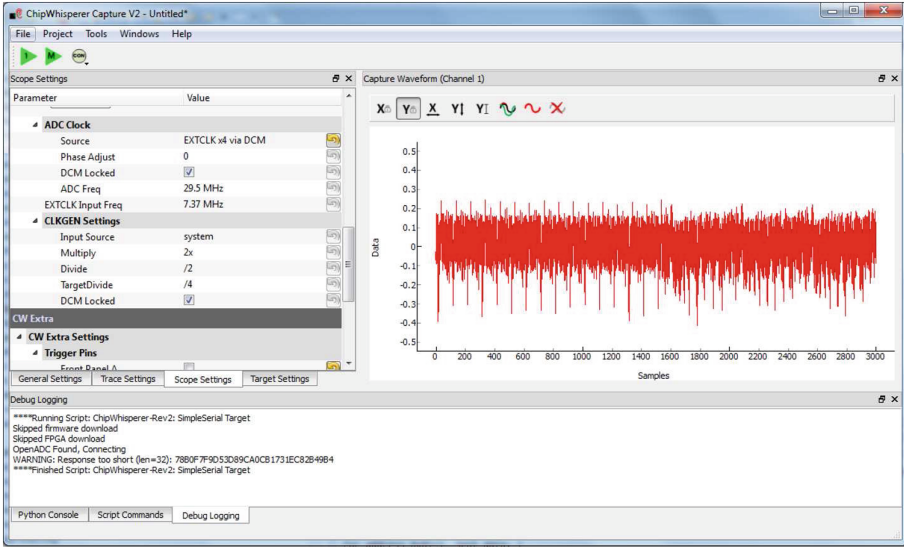 ChipWhisperer Capture V2 - Untitled*
File Project Tools Windows Help
1 M CON
Scope Settings
Parameter Value
ADC Clock
Source EXTCLK x4 via DCM
Phase Adjust 0
DCM Locked
ADC Freq 29.5 MHz
EXTCLK Input Freq 7.37 MHz
CLKGEN Settings
Input Source system
Multiply 2x
Divide /2
TargetDivide /4
DCM Locked
CW Extra
CW Extra Settings
Trigger Pins
Front Panel A
General Settings Trace Settings Scope Settings Target Settings
Capture Waveform (Channel 1)
X Y X Y Y
0.5
0.4
0.3
0.2
0.1
0
-0.1
-0.2
-0.3
-0.4
-0.5
Data
0 200 400 600 800 1000 1200 1400 1600 1800 2000 2200 2400 2600 2800 3000
Samples
Debug Logging
****Running Script: ChipWhisperer-Rev2: SimpleSerial Target
Skipped firmware download
Skipped FPGA download
OpenADC Found, Connecting
WARNING: Response too short (len=32): 78B0F7F9D53D89CA0CB1731EC82B49B4
****Finished Script: ChipWhisperer-Rev2: SimpleSerial Target
Python Console Script Commands Debug Logging